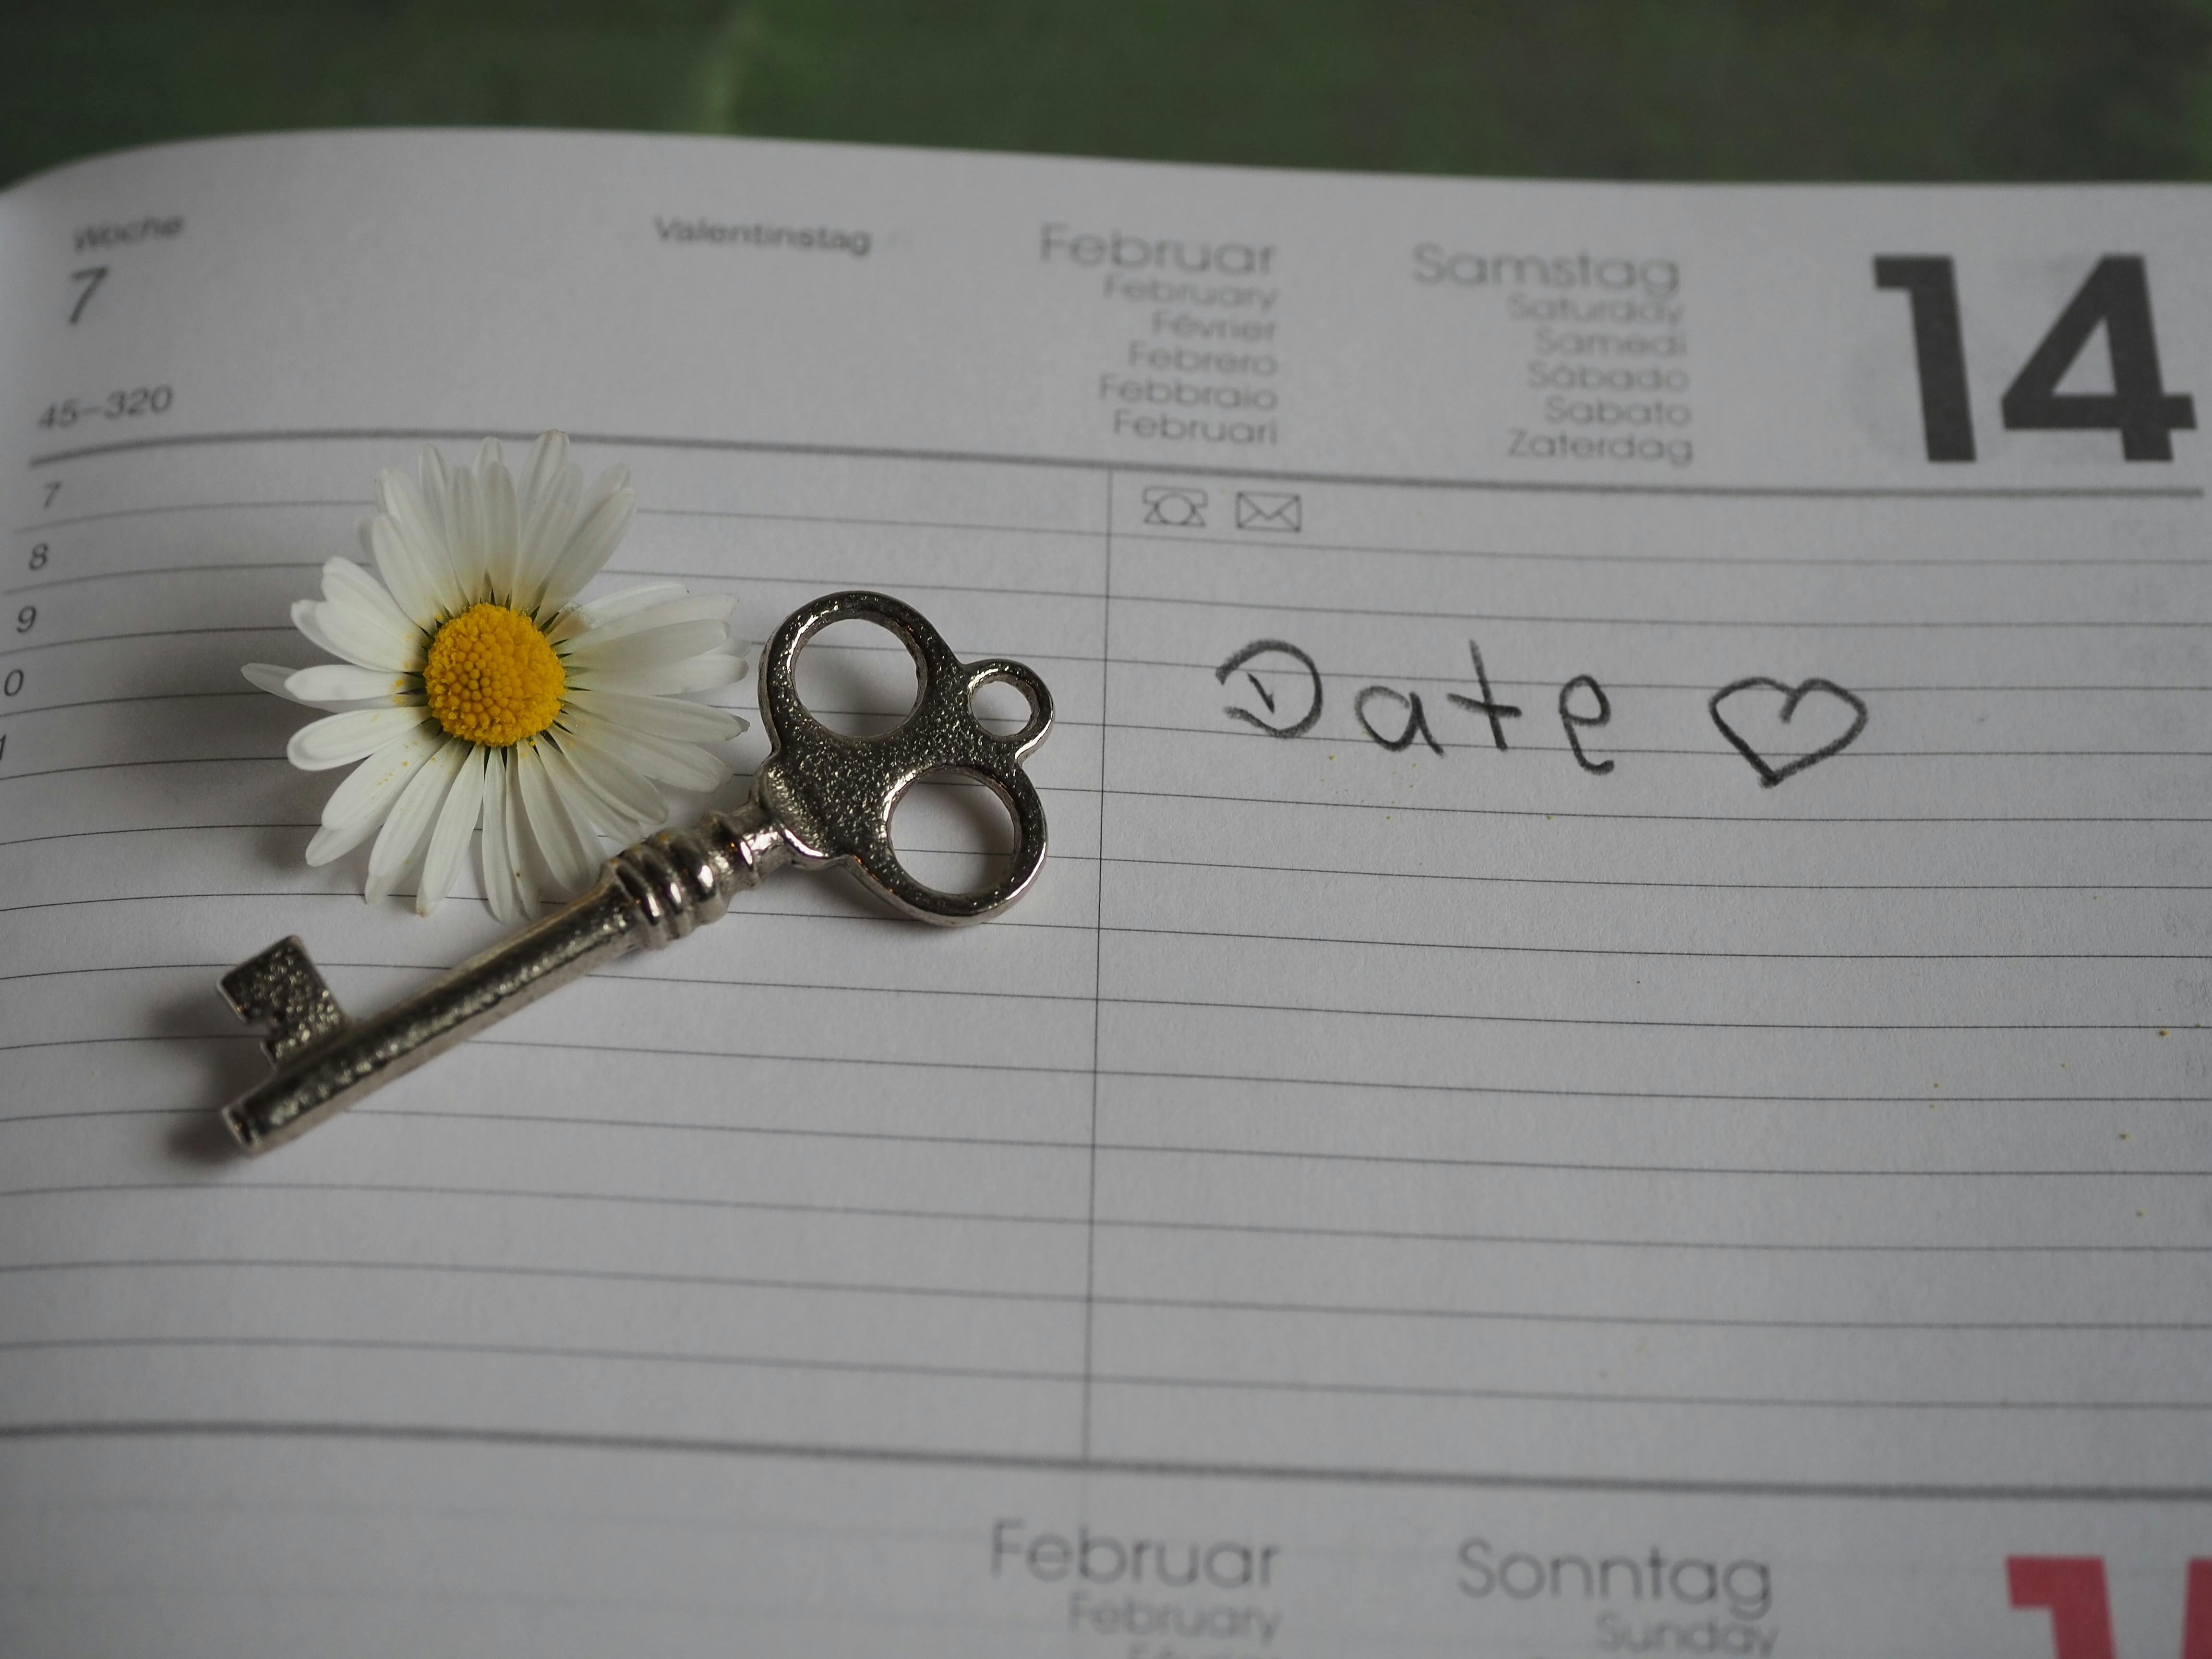 Woche
7
45–320
Valentinstag
Februar
February
Février
Febrero
Febbraio
Februari
Samstag
Saturday
Samedi
Sábado
Sabato
Zaterdag
14
7
8
9
0
1
Date ♡
Februar
February
Sonntag
Sunday